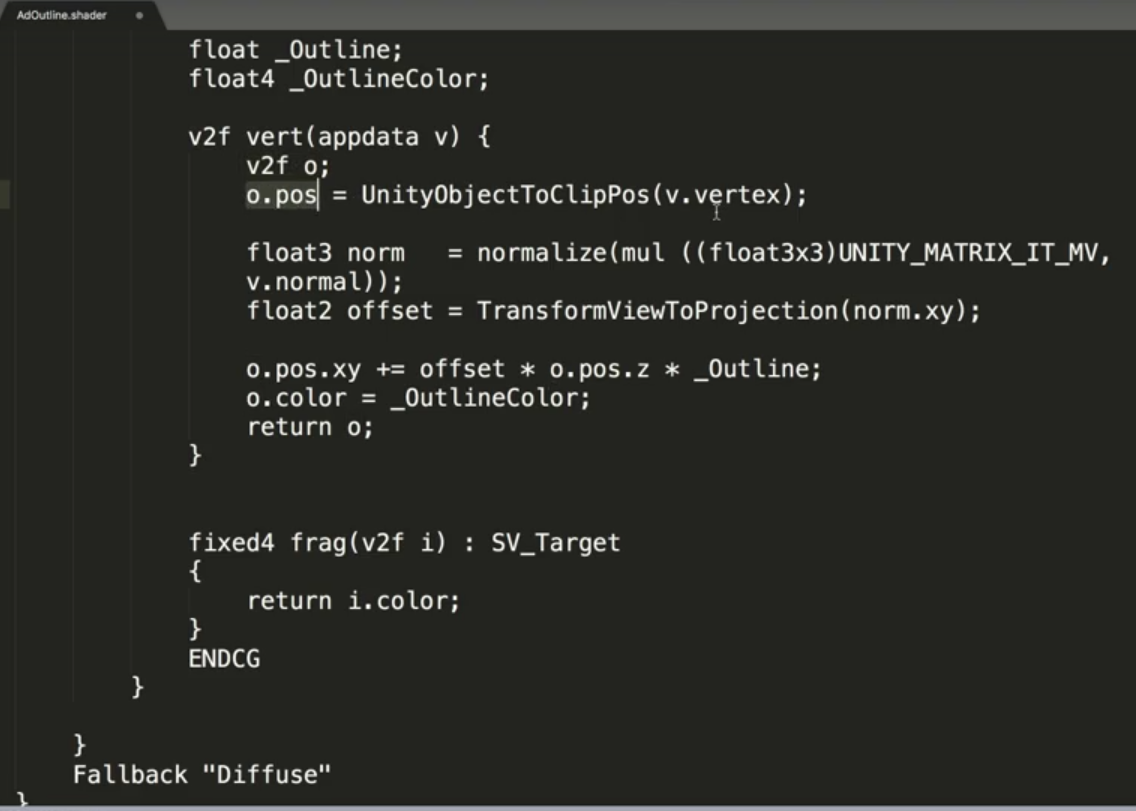 AdOutline.shader
float _Outline;
float4 _OutlineColor;
v2f vert(appdata v) {
v2f o;
o.pos = UnityObjectToClipPos(v.vertex);
float3 norm   = normalize(mul ((float3x3)UNITY_MATRIX_IT_MV,
v.normal));
float2 offset = TransformViewToProjection(norm.xy);
o.pos.xy += offset * o.pos.z * _Outline;
o.color = _OutlineColor;
return o;
}
fixed4 frag(v2f i) : SV_Target
{
return i.color;
}
ENDCG
}
}
Fallback "Diffuse"
}